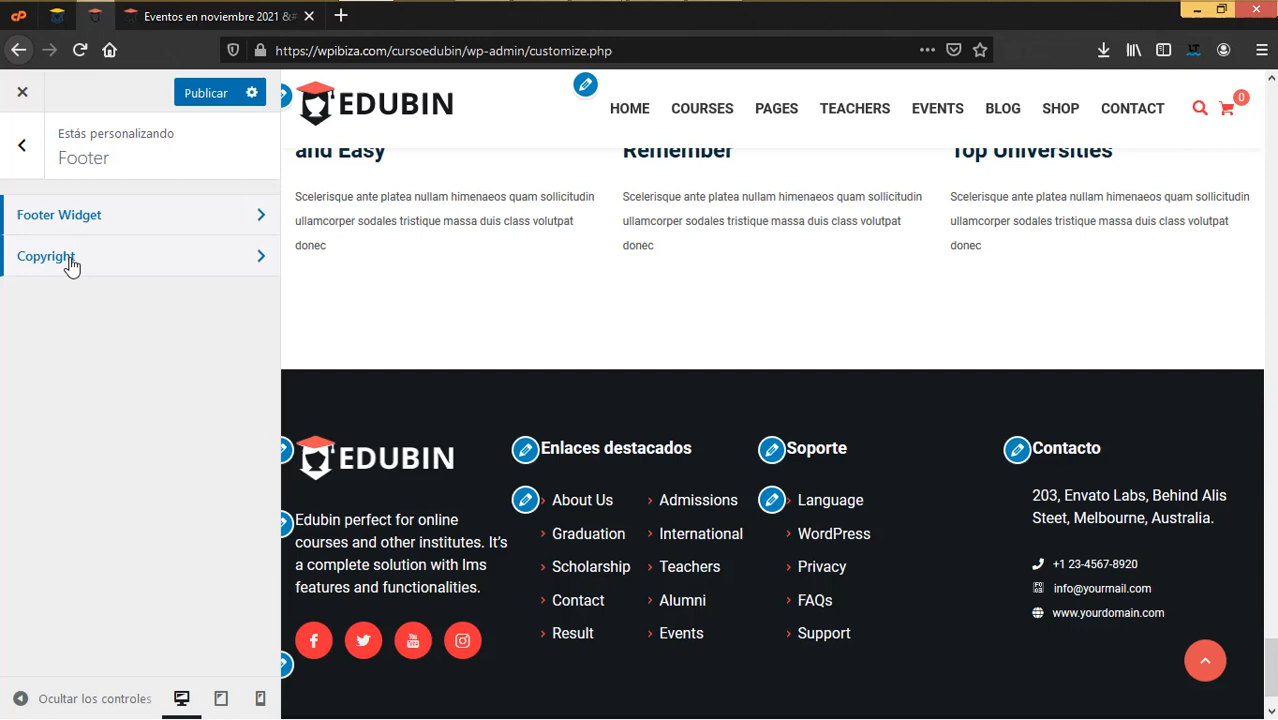 cP
Eventos en noviembre 2021 &#
https://wpibiza.com/cursoedubin/wp-admin/customize.php
Publicar
Estás personalizando
Footer
Footer Widget
Copyright
Ocultar los controles
EDUBIN
HOME COURSES PAGES TEACHERS EVENTS BLOG SHOP CONTACT
0
and Easy
Scelerisque ante platea nullam himenaeos quam sollicitudin
ullamcorper sodales tristique massa duis class volutpat
donec
Remember
Scelerisque ante platea nullam himenaeos quam sollicitudin
ullamcorper sodales tristique massa duis class volutpat
donec
Top Universities
Scelerisque ante platea nullam himenaeos quam sollicitudin
ullamcorper sodales tristique massa duis class volutpat
donec
EDUBIN
Edubin perfect for online
courses and other institutes. It's
a complete solution with lms
features and functionalities.
Enlaces destacados
About Us
Graduation
Scholarship
Contact
Result
Admissions
International
Teachers
Alumni
Events
Soporte
Language
WordPress
Privacy
FAQs
Support
Contacto
203, Envato Labs, Behind Alis
Steet, Melbourne, Australia.
+1 23-4567-8920
info@yourmail.com
www.yourdomain.com